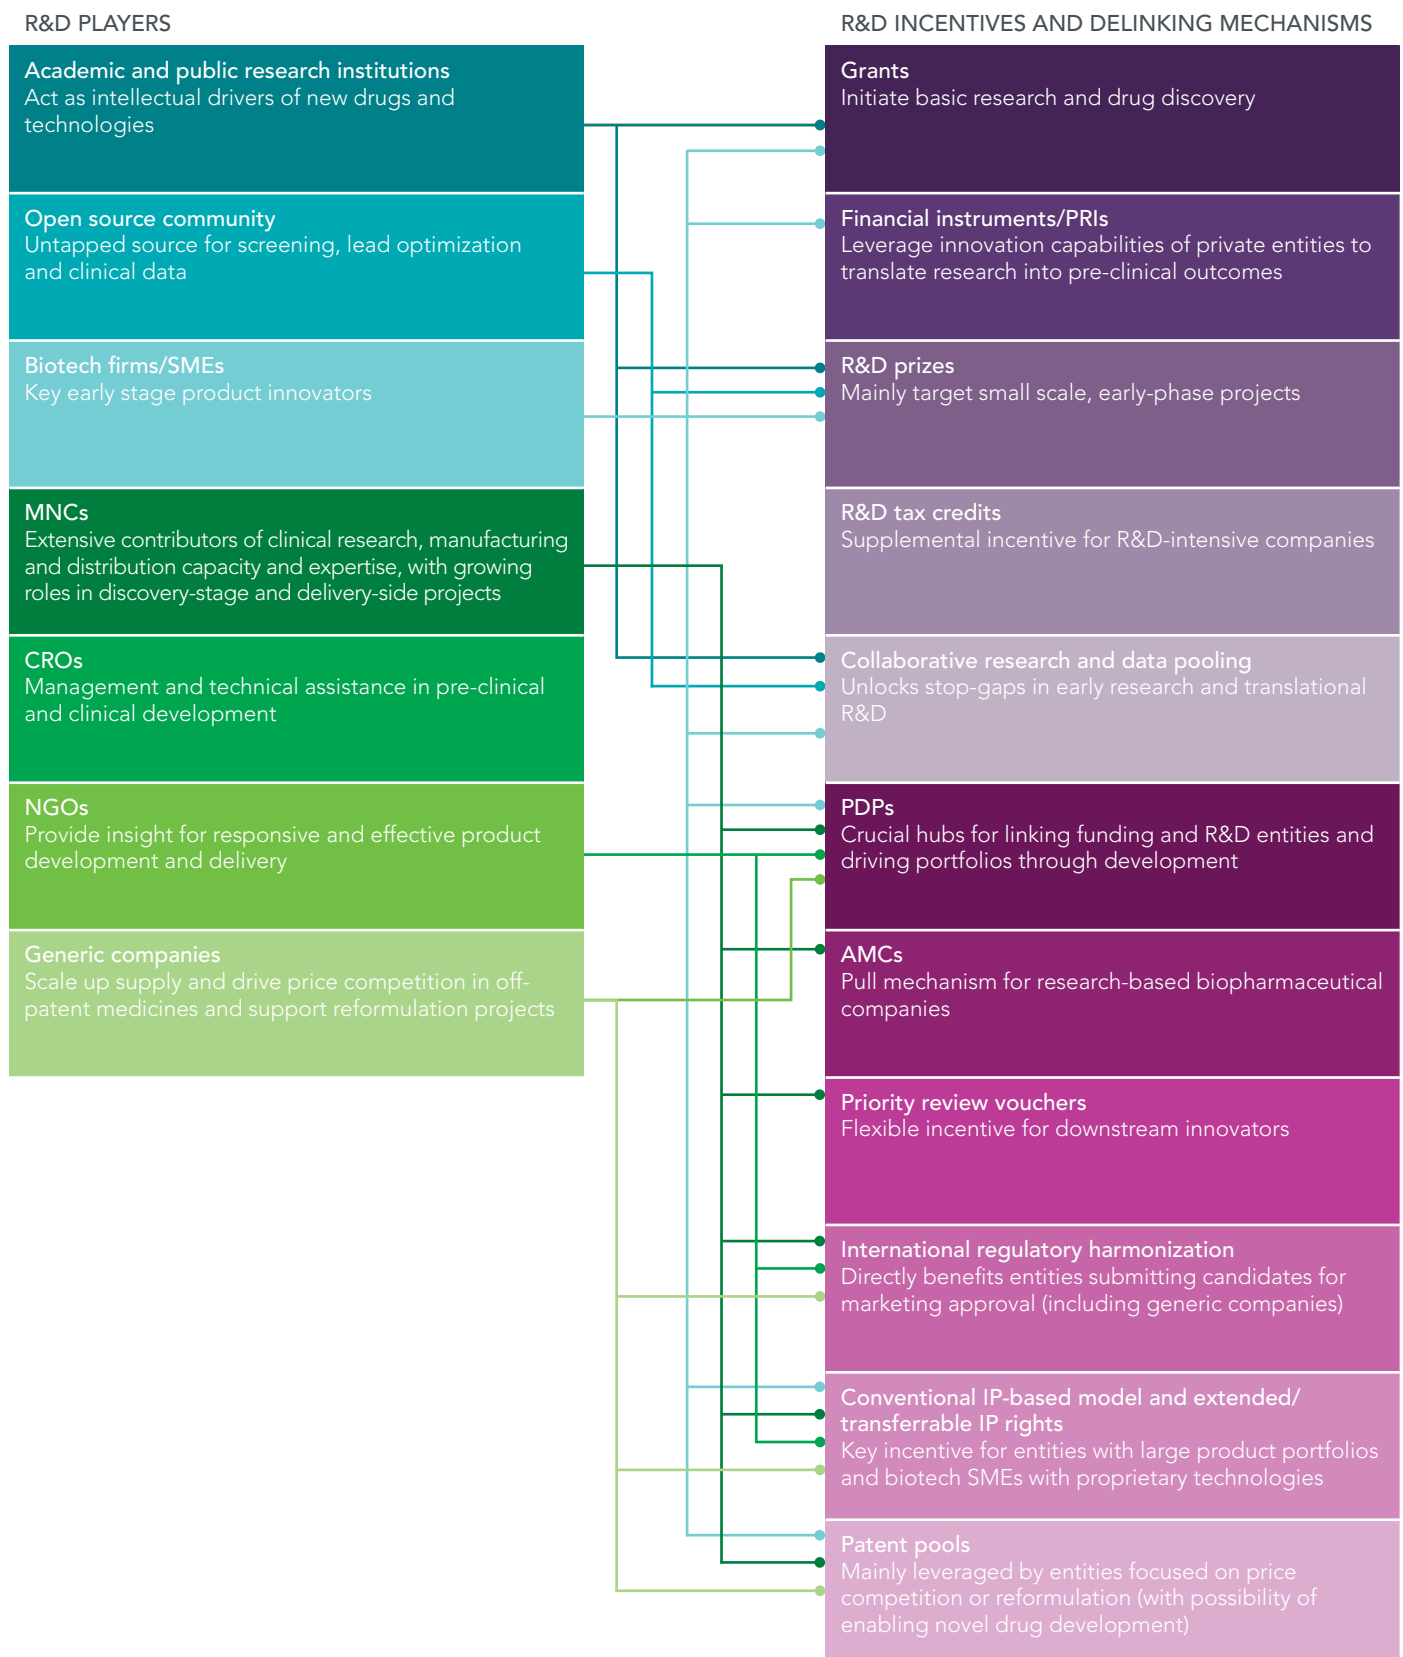 R&D PLAYERS
Academic and public research institutions
Act as intellectual drivers of new drugs and
technologies
Open source community
Untapped source for screening, lead optimization
and clinical data
Biotech firms/SMEs
Key early stage product innovators
MNCs
Extensive contributors of clinical research, manufacturing
and distribution capacity and expertise, with growing
roles in discovery-stage and delivery-side projects
CROs
Management and technical assistance in pre-clinical
and clinical development
NGOs
Provide insight for responsive and effective product
development and delivery
Generic companies
Scale up supply and drive price competition in off-
patent medicines and support reformulation projects
R&D INCENTIVES AND DELINKING MECHANISMS
Grants
Initiate basic research and drug discovery
Financial instruments/PRIs
Leverage innovation capabilities of private entities to
translate research into pre-clinical outcomes
R&D prizes
Mainly target small scale, early-phase projects
R&D tax credits
Supplemental incentive for R&D-intensive companies
Collaborative research and data pooling
Unlocks stop-gaps in early research and translational
R&D
PDPs
Crucial hubs for linking funding and R&D entities and
driving portfolios through development
AMCs
Pull mechanism for research-based biopharmaceutical
companies
Priority review vouchers
Flexible incentive for downstream innovators
International regulatory harmonization
Directly benefits entities submitting candidates for
marketing approval (including generic companies)
Conventional IP-based model and extended/
transferrable IP rights
Key incentive for entities with large product portfolios
and biotech SMEs with proprietary technologies
Patent pools
Mainly leveraged by entities focused on price
competition or reformulation (with possibility of
enabling novel drug development)